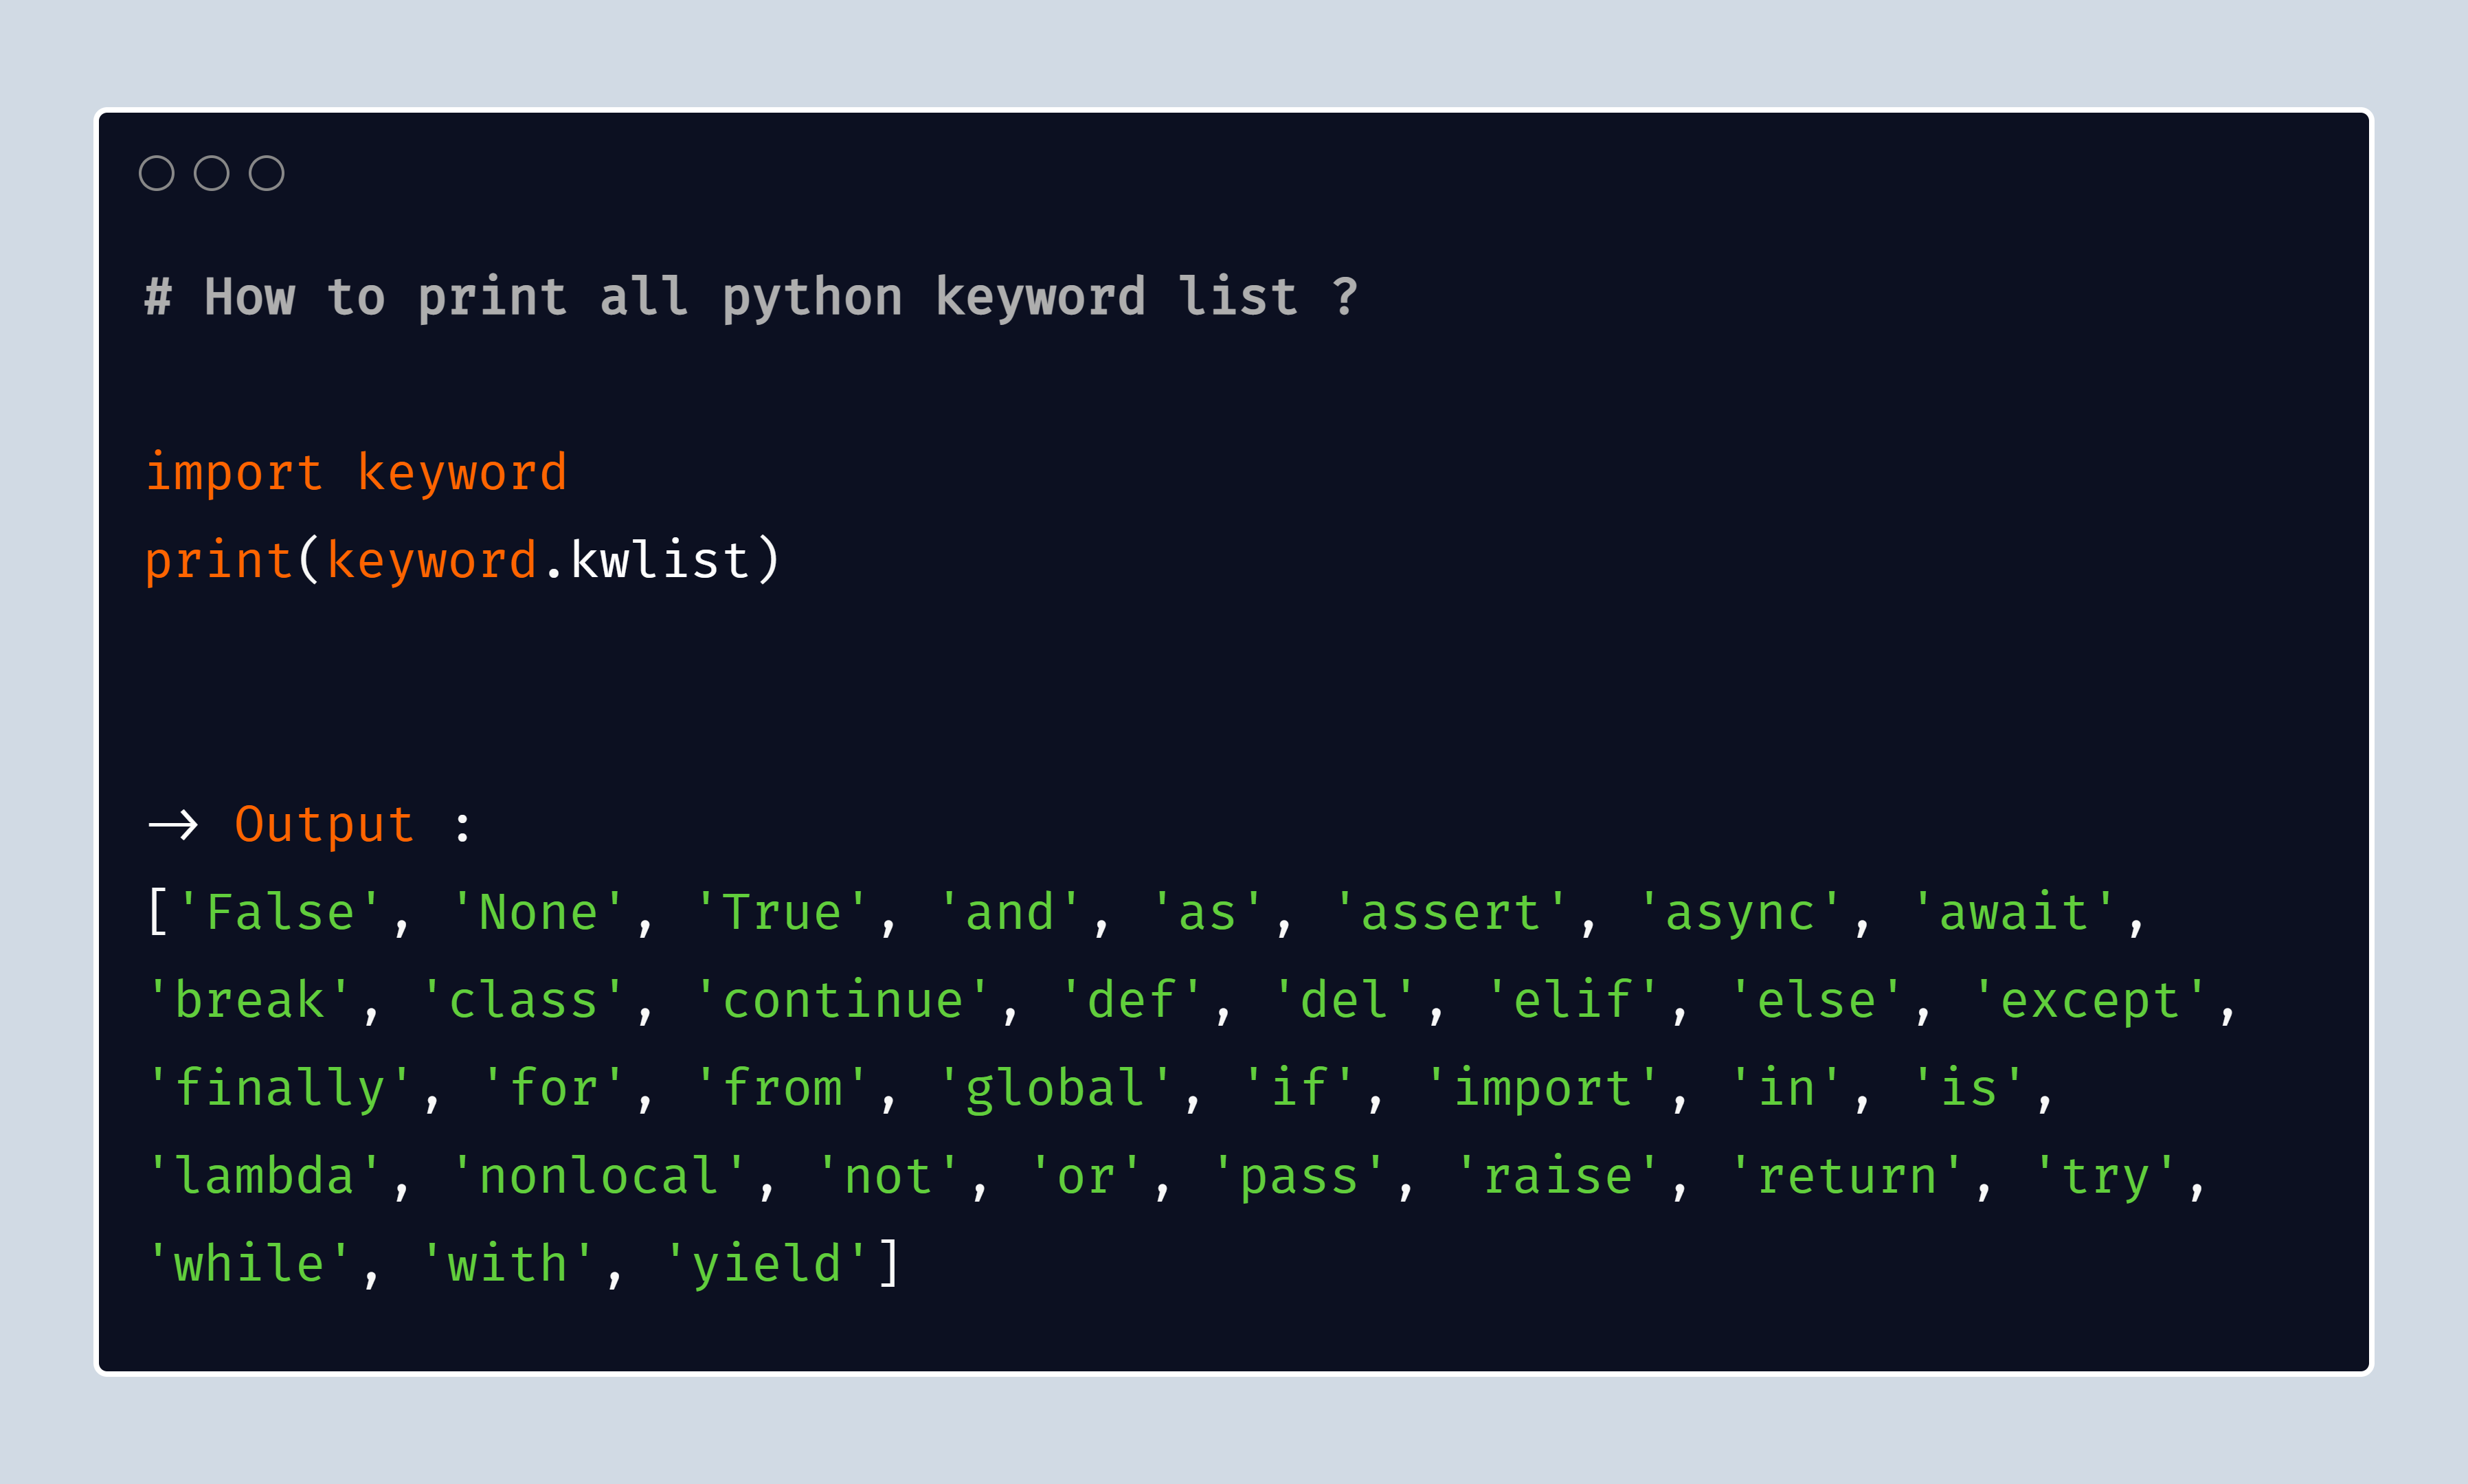 # How to print all python keyword list ?
import keyword
print(keyword.kwlist)
→ Output :
['False', 'None', 'True', 'and', 'as', 'assert', 'async', 'await',
'break', 'class', 'continue', 'def', 'del', 'elif', 'else', 'except',
'finally', 'for', 'from', 'global', 'if', 'import', 'in', 'is',
'lambda', 'nonlocal', 'not', 'or', 'pass', 'raise', 'return', 'try',
'while', 'with', 'yield']